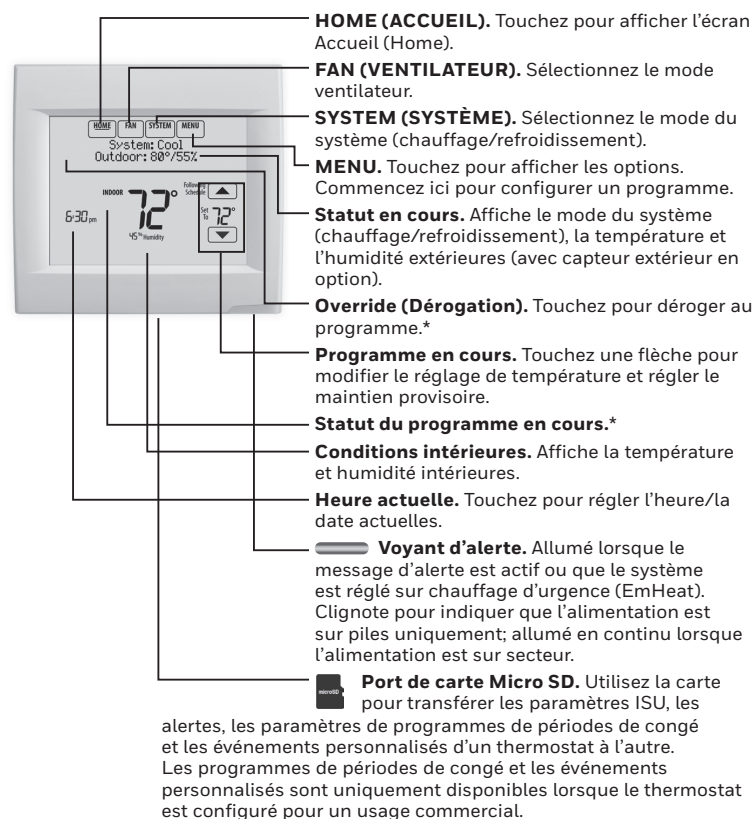 HOME (ACCUEIL). Touchez pour afficher l'écran
Accueil (Home).
FAN (VENTILATEUR). Sélectionnez le mode
ventilateur.
SYSTEM (SYSTÈME). Sélectionnez le mode du
système (chauffage/refroidissement).
MENU. Touchez pour afficher les options.
Commencez ici pour configurer un programme.
Statut en cours. Affiche le mode du système
(chauffage/refroidissement), la température et
l'humidité extérieures (avec capteur extérieur en
option).
Override (Dérogation). Touchez pour déroger au
programme.*
Programme en cours. Touchez une flèche pour
modifier le réglage de température et régler le
maintien provisoire.
Statut du programme en cours.*
Conditions intérieures. Affiche la température
et humidité intérieures.
Heure actuelle. Touchez pour régler l'heure/la
date actuelles.
Voyant d'alerte. Allumé lorsque le
message d'alerte est actif ou que le système
est réglé sur chauffage d'urgence (EmHeat).
Clignote pour indiquer que l'alimentation est
sur piles uniquement; allumé en continu lorsque
l'alimentation est sur secteur.
microSD
Port de carte Micro SD. Utilisez la carte
pour transférer les paramètres ISU, les
alertes, les paramètres de programmes de périodes de congé
et les événements personnalisés d'un thermostat à l'autre.
Les programmes de périodes de congé et les événements
personnalisés sont uniquement disponibles lorsque le thermostat
est configuré pour un usage commercial.
HOME FAN SYSTEM MENU
System: Cool
Outdoor: 80°/55%
INDOOR 72°
Following
Schedule
Set
To 72°
6:30 pm
45% Humidity